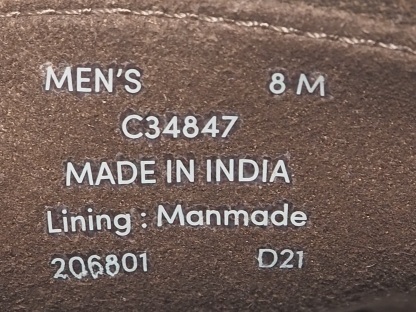 MEN'S 8 M
C34847
MADE IN INDIA
Lining : Manmade
206801 D21